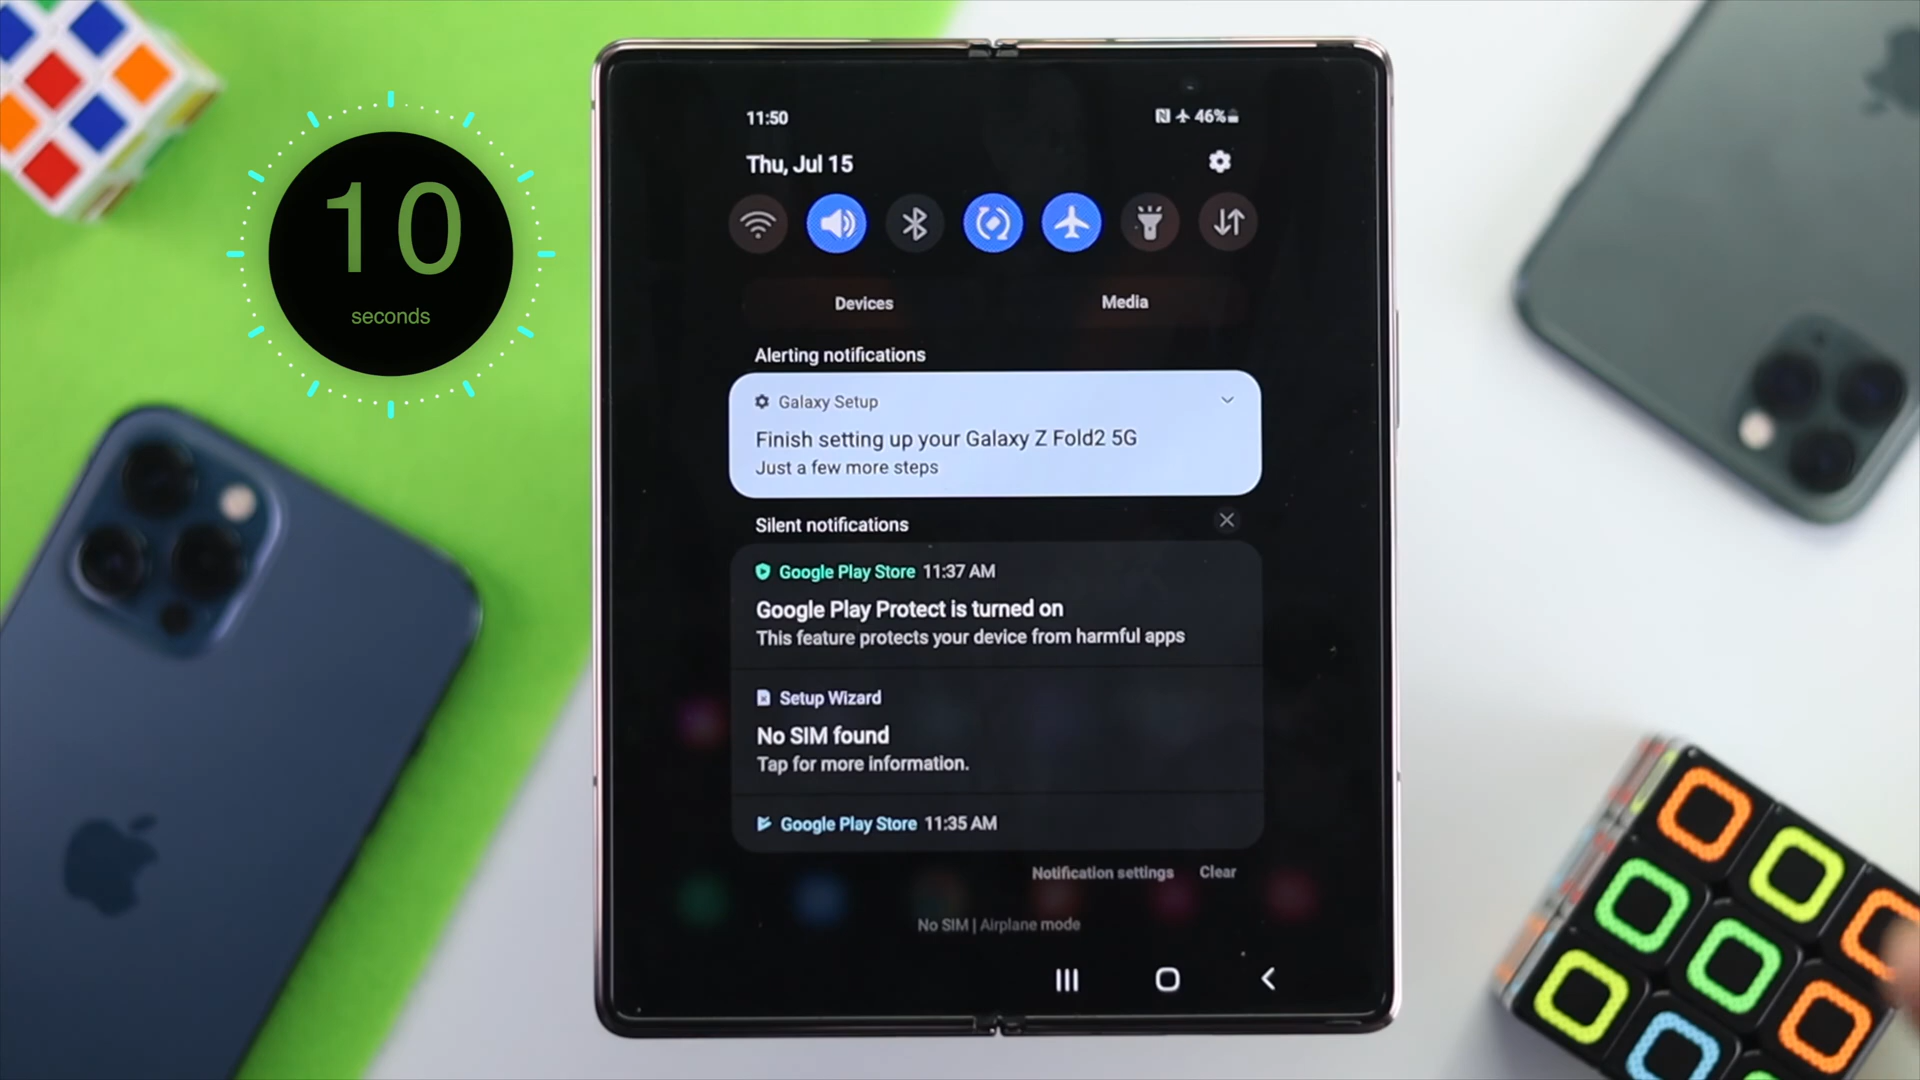 10
seconds
11:50
46%
Thu, Jul 15
Devices
Media
Alerting notifications
Galaxy Setup
Finish setting up your Galaxy Z Fold2 5G
Just a few more steps
Silent notifications
Google Play Store 11:37 AM
Google Play Protect is turned on
This feature protects your device from harmful apps
Setup Wizard
No SIM found
Tap for more information.
Google Play Store 11:35 AM
Notification settings
Clear
No SIM | Airplane mode